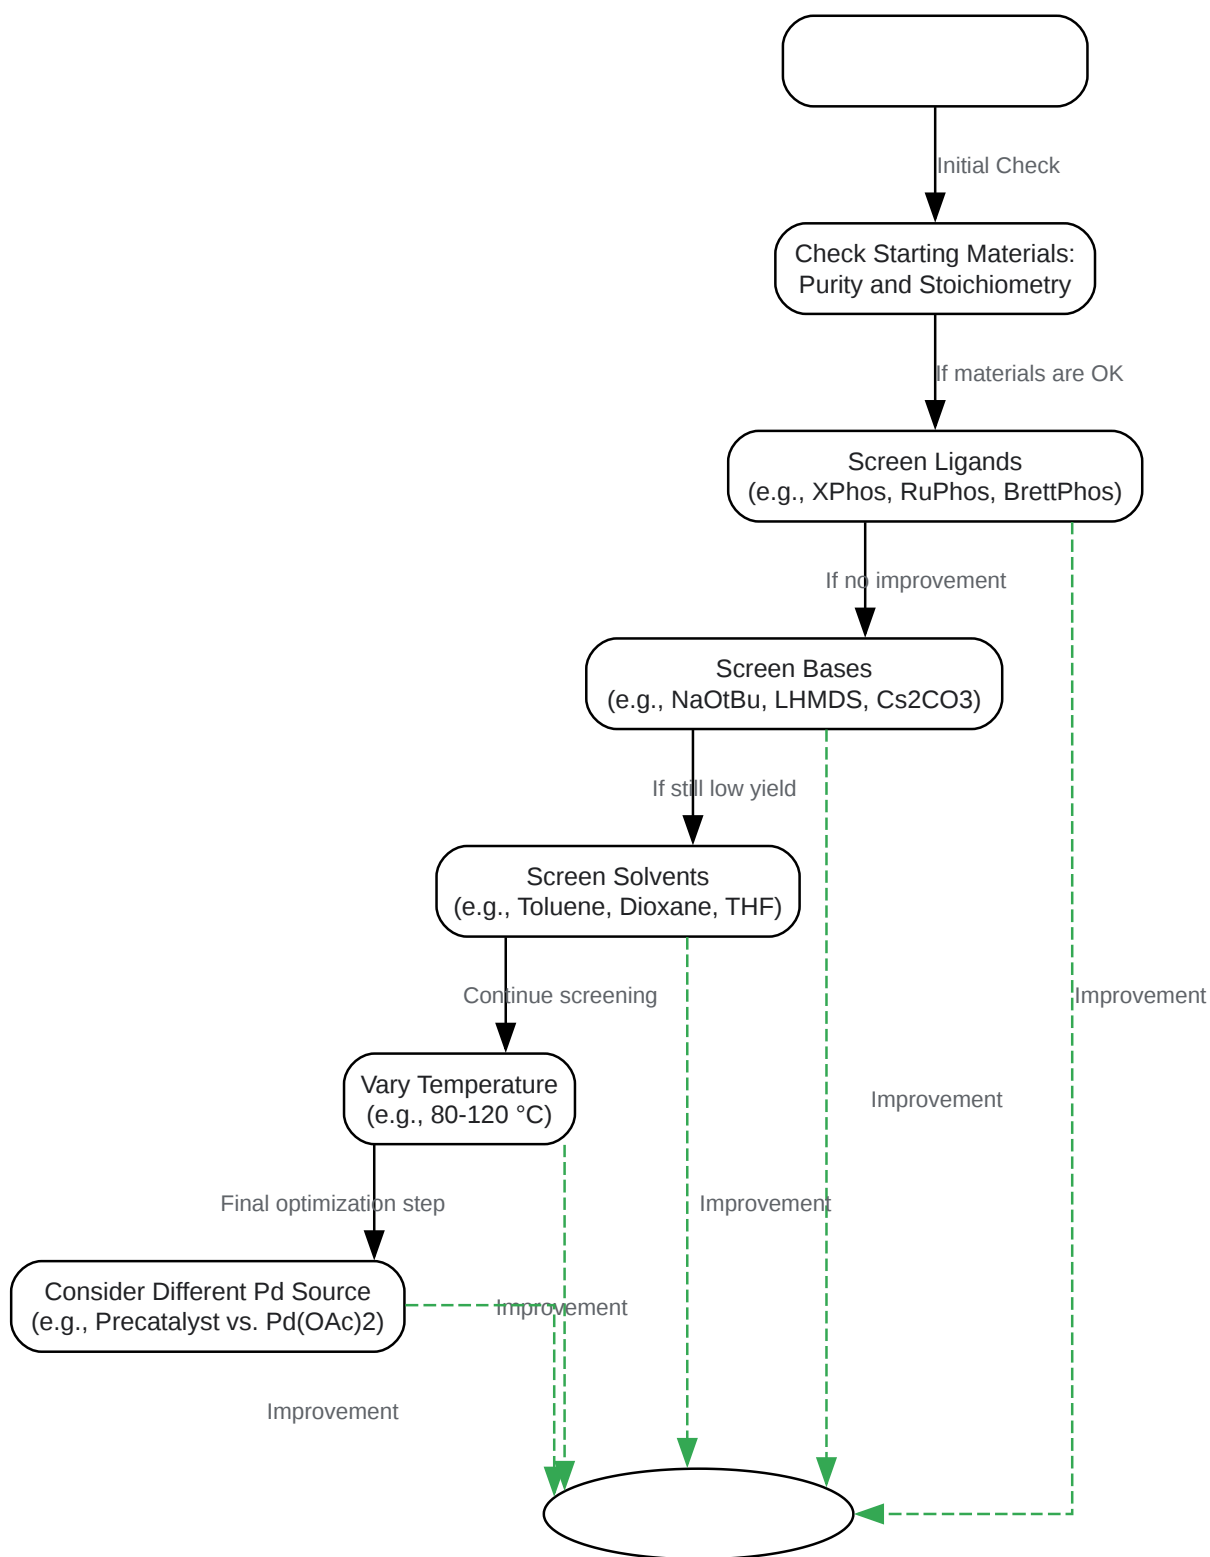 Initial Check
Check Starting Materials:
Purity and Stoichiometry
If materials are OK
Screen Ligands
(e.g., XPhos, RuPhos, BrettPhos)
If no improvement
Screen Bases
(e.g., NaOtBu, LHMDS, Cs2CO3)
If still low yield
Screen Solvents
(e.g., Toluene, Dioxane, THF)
Continue screening
Improvement
Vary Temperature
(e.g., 80-120 °C)
Improvement
Final optimization step
Improvement
Consider Different Pd Source
(e.g., Precatalyst vs. Pd(OAc)2)
Improvement
Improvement